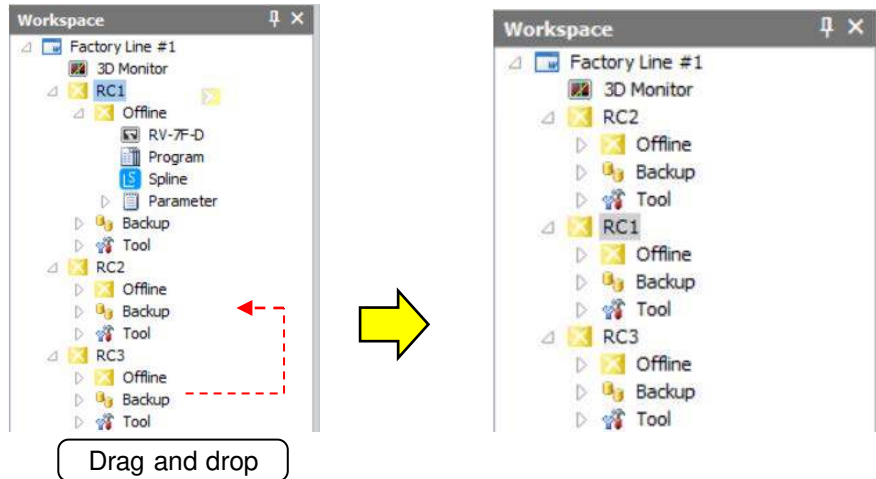 Workspace
Factory Line #1
3D Monitor
RC1
Offline
RV-7F-D
Program
Spline
Parameter
Backup
Tool
RC2
Offline
Backup
Tool
RC3
Offline
Backup
Tool
Drag and drop
Workspace
Factory Line #1
3D Monitor
RC2
Offline
Backup
Tool
RC1
Offline
Backup
Tool
RC3
Offline
Backup
Tool